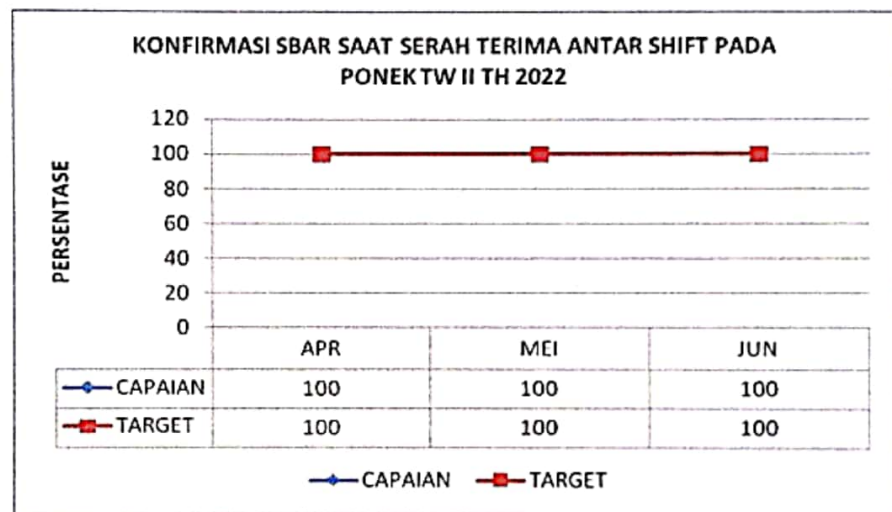 KONFIRMASI SBAR SAAT SERAH TERIMA ANTAR SHIFT PADA
PONEK TW II TH 2022
PERSENTASE
120
100
80
60
40
20
0
APR MEI JUN
CAPAIAN 100 100 100
TARGET 100 100 100
CAPAIAN TARGET